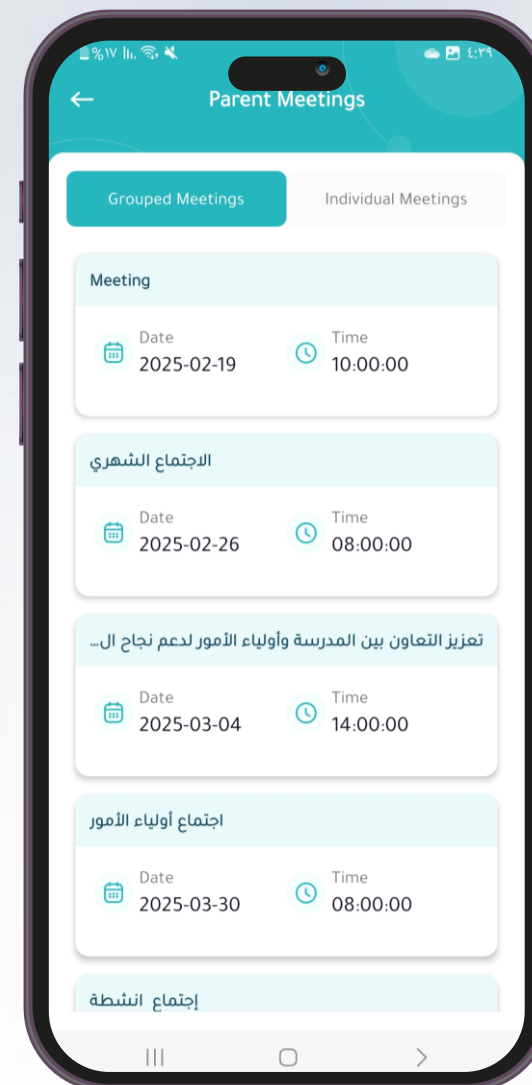 %١٧ ٤:٣٩
Parent Meetings
Grouped Meetings Individual Meetings
Meeting
Date Time
2025-02-19 10:00:00
الاجتماع الشهري
Date Time
2025-02-26 08:00:00
تعزيز التعاون بين المدرسة وأولياء الأمور لدعم نجاح ال...
Date Time
2025-03-04 14:00:00
اجتماع أولياء الأمور
Date Time
2025-03-30 08:00:00
إجتماع انشطة